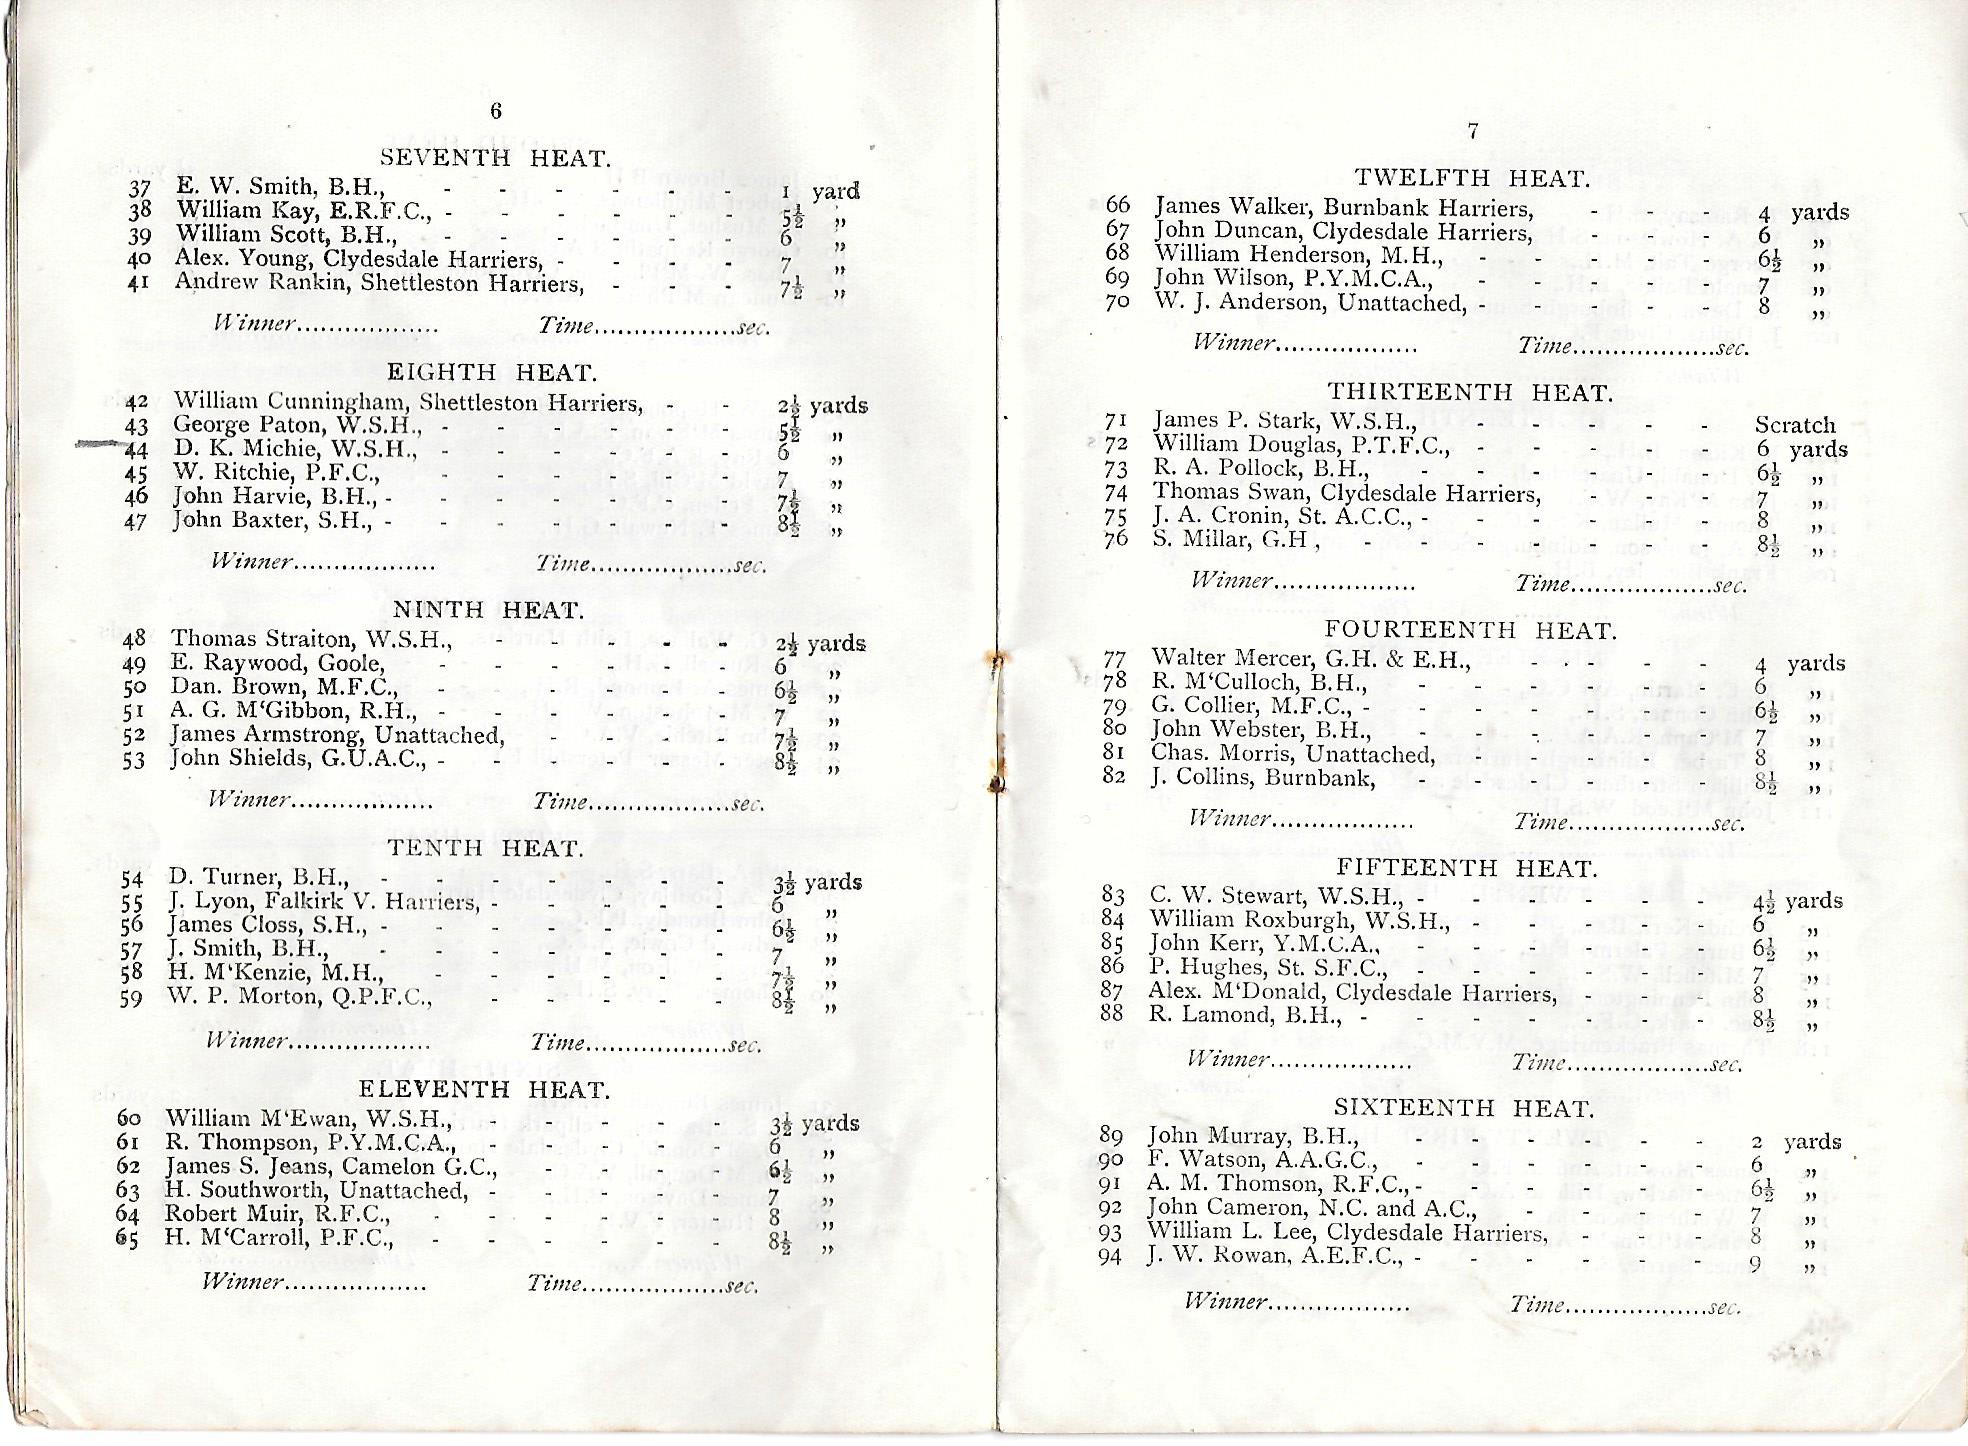 6
SEVENTH HEAT.
37 E. W. Smith, B.H., - - - - - - 1 yard
38 William Kay, E.R.F.C., - - - - - - 5½ „
39 William Scott, B.H., - - - - - - 6 „
40 Alex. Young, Clydesdale Harriers, - - - - 7 „
41 Andrew Rankin, Shettleston Harriers, - - - 7½ „
Winner.................. Time..................sec.
EIGHTH HEAT.
42 William Cunningham, Shettleston Harriers, - - 2½ yards
43 George Paton, W.S.H., - - - - - - 5½ „
44 D. K. Michie, W.S.H., - - - - - - 6 „
45 W. Ritchie, P.F.C., - - - - - - 7 „
46 John Harvie, B.H., - - - - - - - 7½ „
47 John Baxter, S.H., - - - - - - - 8½ „
Winner.................. Time..................sec.
NINTH HEAT.
48 Thomas Straiton, W.S.H., - - - - - 2½ yards
49 E. Raywood, Goole, - - - - - - 6 „
50 Dan. Brown, M.F.C., - - - - - - 6½ „
51 A. G. M‘Gibbon, R.H., - - - - - - 7 „
52 James Armstrong, Unattached, - - - - 7½ „
53 John Shields, G.U.A.C., - - - - - - 8½ „
Winner.................. Time..................sec.
TENTH HEAT.
54 D. Turner, B.H., - - - - - - - 3½ yards
55 J. Lyon, Falkirk V. Harriers, - - - - - 6 „
56 James Closs, S.H., - - - - - - - 6½ „
57 J. Smith, B.H., - - - - - - - 7 „
58 H. M‘Kenzie, M.H., - - - - - - 7½ „
59 W. P. Morton, Q.P.F.C., - - - - - 8½ „
Winner.................. Time..................sec.
ELEVENTH HEAT.
60 William M‘Ewan, W.S.H., - - - - - 3½ yards
61 R. Thompson, P.Y.M.C.A., - - - - - 6 „
62 James S. Jeans, Camelon G.C., - - - - 6½ „
63 H. Southworth, Unattached, - - - - - 7 „
64 Robert Muir, R.F.C., - - - - - - 8 „
65 H. M‘Carroll, P.F.C., - - - - - - 8½ „
Winner.................. Time..................sec.
7
TWELFTH HEAT.
66 James Walker, Burnbank Harriers, - - - 4 yards
67 John Duncan, Clydesdale Harriers, - - - 6 „
68 William Henderson, M.H., - - - - - 6½ „
69 John Wilson, P.Y.M.C.A., - - - - - 7 „
70 W. J. Anderson, Unattached, - - - - - 8 „
Winner.................. Time..................sec.
THIRTEENTH HEAT.
71 James P. Stark, W.S.H., - - - - - Scratch
72 William Douglas, P.T.F.C., - - - - - 6 yards
73 R. A. Pollock, B.H., - - - - - - 6½ „
74 Thomas Swan, Clydesdale Harriers, - - - 7 „
75 J. A. Cronin, St. A.C.C., - - - - - - 8 „
76 S. Millar, G.H , - - - - - - - 8½ „
Winner.................. Time..................sec.
FOURTEENTH HEAT.
77 Walter Mercer, G.H. & E.H., - - - - 4 yards
78 R. M‘Culloch, B.H., - - - - - - 6 „
79 G. Collier, M.F.C., - - - - - - - 6½ „
80 John Webster, B.H., - - - - - - 7 „
81 Chas. Morris, Unattached, - - - - - 8 „
82 J. Collins, Burnbank, - - - - - 8½ „
Winner.................. Time..................sec.
FIFTEENTH HEAT.
83 C. W. Stewart, W.S.H., - - - - - - 4½ yards
84 William Roxburgh, W.S.H., - - - - - 6 „
85 John Kerr, Y.M.C.A., - - - - - - 6½ „
86 P. Hughes, St. S.F.C., - - - - - - 7 „
87 Alex. M‘Donald, Clydesdale Harriers, - - - 8 „
88 R. Lamond, B.H., - - - - - - - 8½ „
Winner.................. Time..................sec.
SIXTEENTH HEAT.
89 John Murray, B.H., - - - - - - 2 yards
90 F. Watson, A.A.G.C., - - - - - - 6 „
91 A. M. Thomson, R.F.C., - - - - - - 6½ „
92 John Cameron, N.C. and A.C., - - - - 7 „
93 William L. Lee, Clydesdale Harriers, - - - 8 „
94 J. W. Rowan, A.E.F.C., - - - - - - 9 „
Winner.................. Time..................sec.